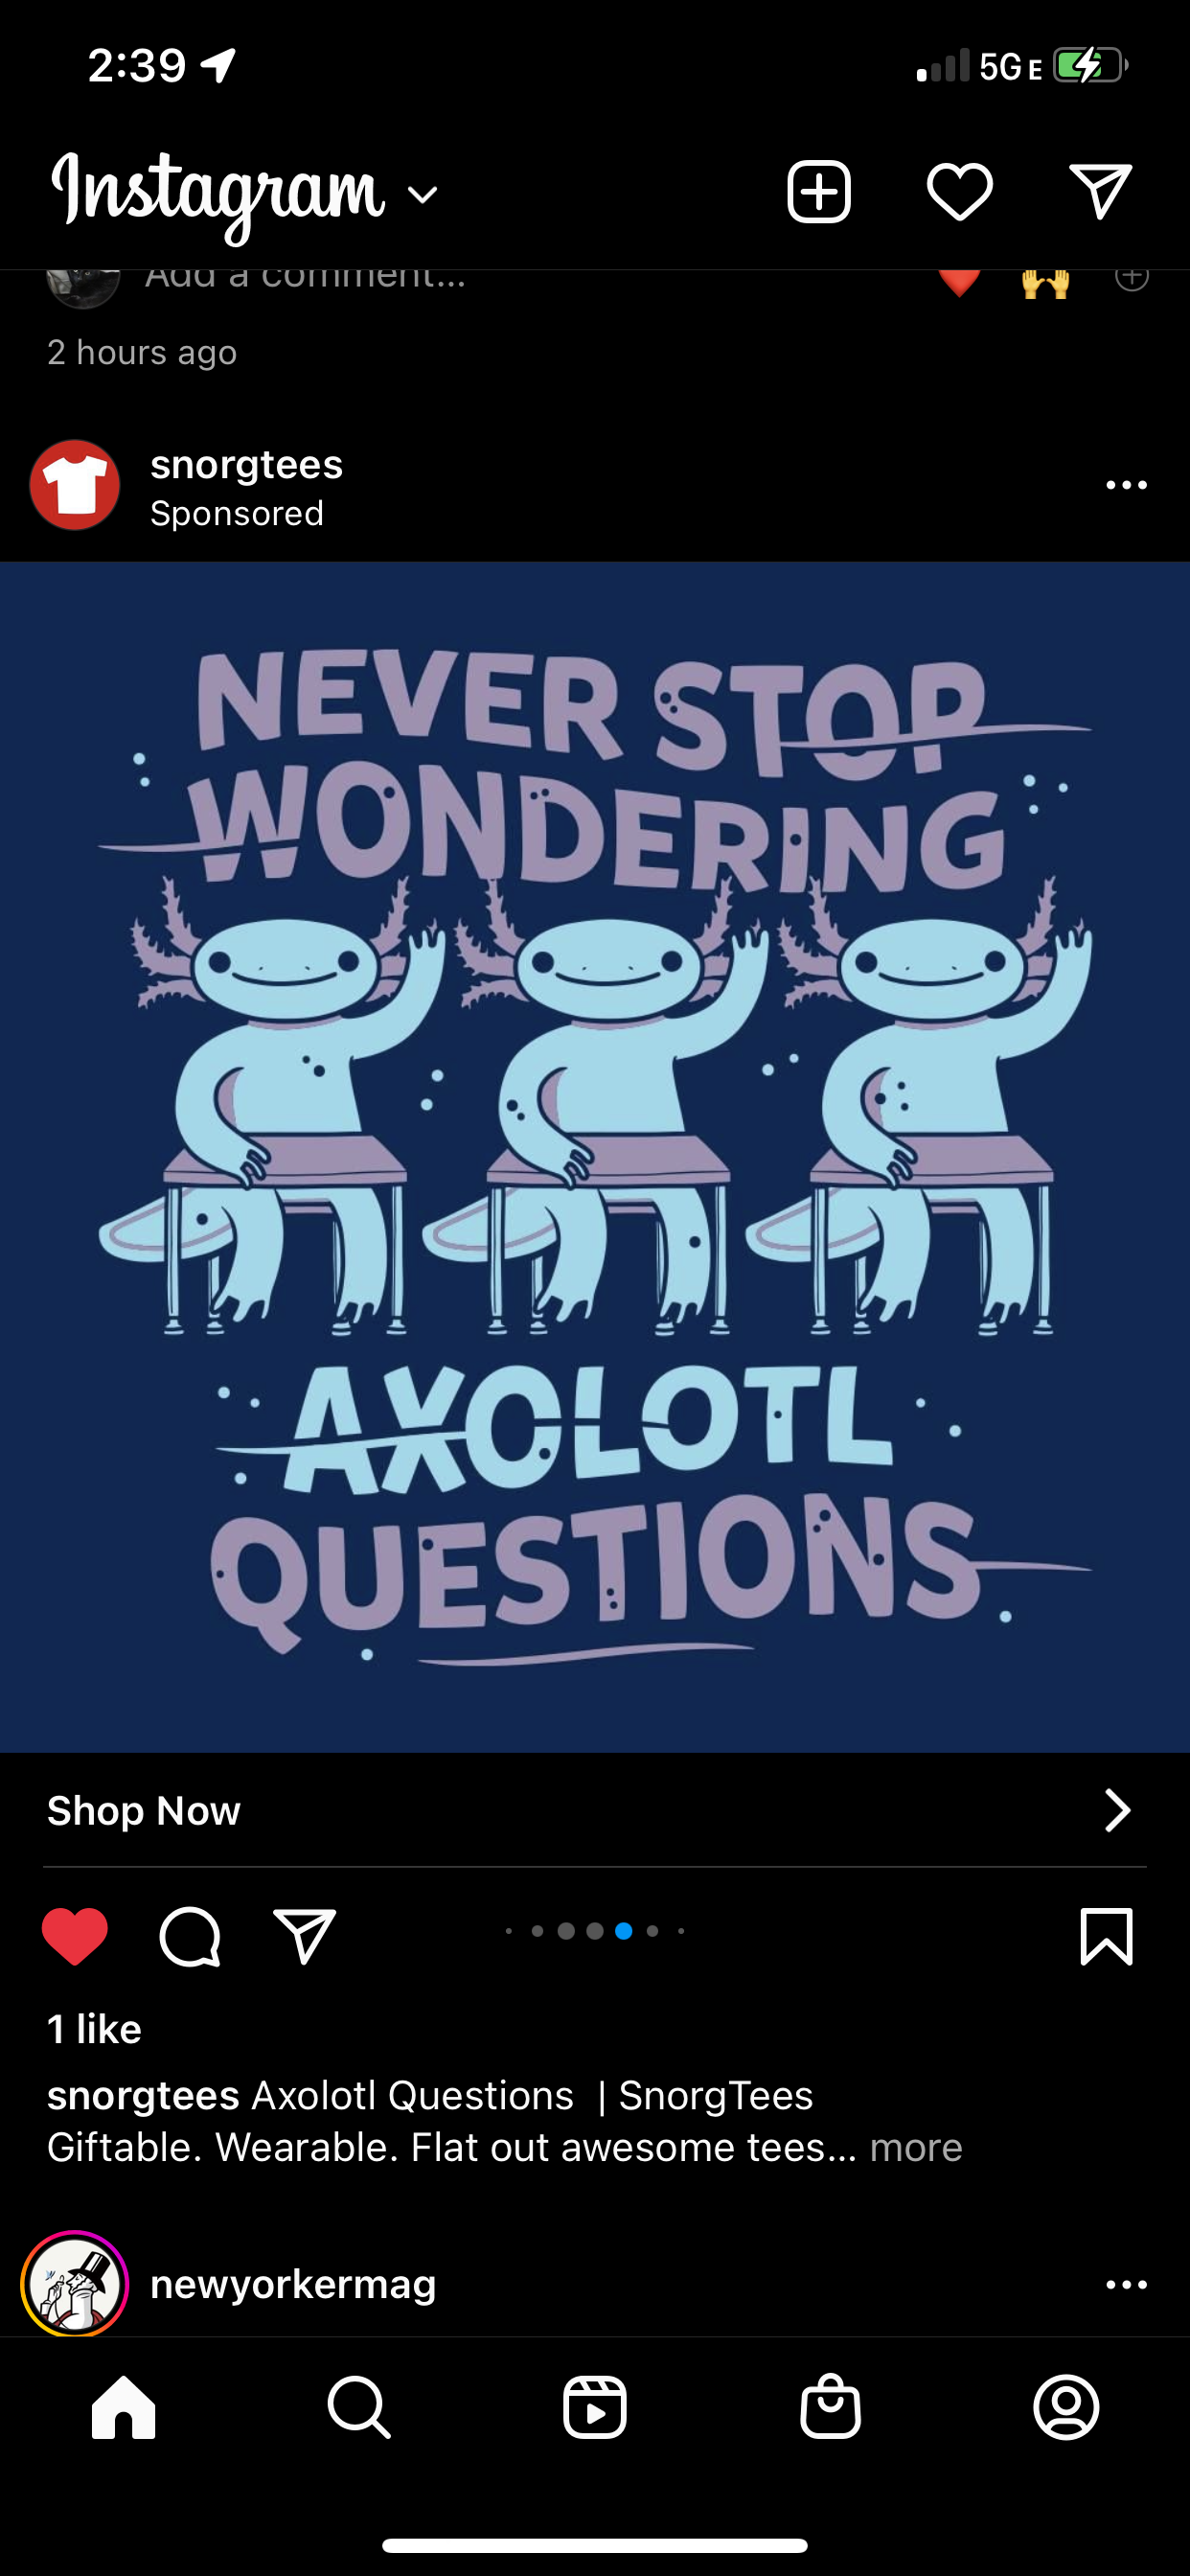 2:39
5G E
Instagram
Add a comment...
2 hours ago
snorgtees
Sponsored
NEVER STOP
WONDERING
AXOLOTL
QUESTIONS
Shop Now
1 like
snorgtees Axolotl Questions | SnorgTees
Giftable. Wearable. Flat out awesome tees... more
newyorkermag